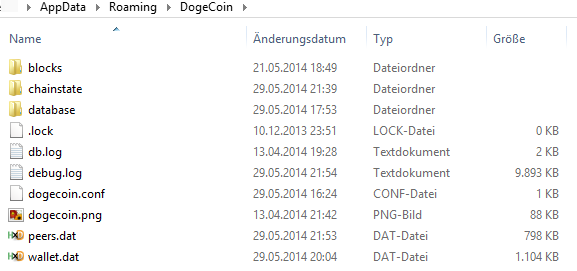 AppData Roaming DogeCoin
Name Änderungsdatum Typ Größe
blocks 21.05.2014 18:49 Dateiordner
chainstate 29.05.2014 21:39 Dateiordner
database 29.05.2014 17:53 Dateiordner
.lock 10.12.2013 23:51 LOCK-Datei 0 KB
db.log 13.04.2014 19:28 Textdokument 2 KB
debug.log 29.05.2014 21:54 Textdokument 9.893 KB
dogecoin.conf 29.05.2014 16:24 CONF-Datei 1 KB
dogecoin.png 13.04.2014 21:42 PNG-Bild 88 KB
peers.dat 29.05.2014 21:53 DAT-Datei 798 KB
wallet.dat 29.05.2014 20:04 DAT-Datei 1.104 KB